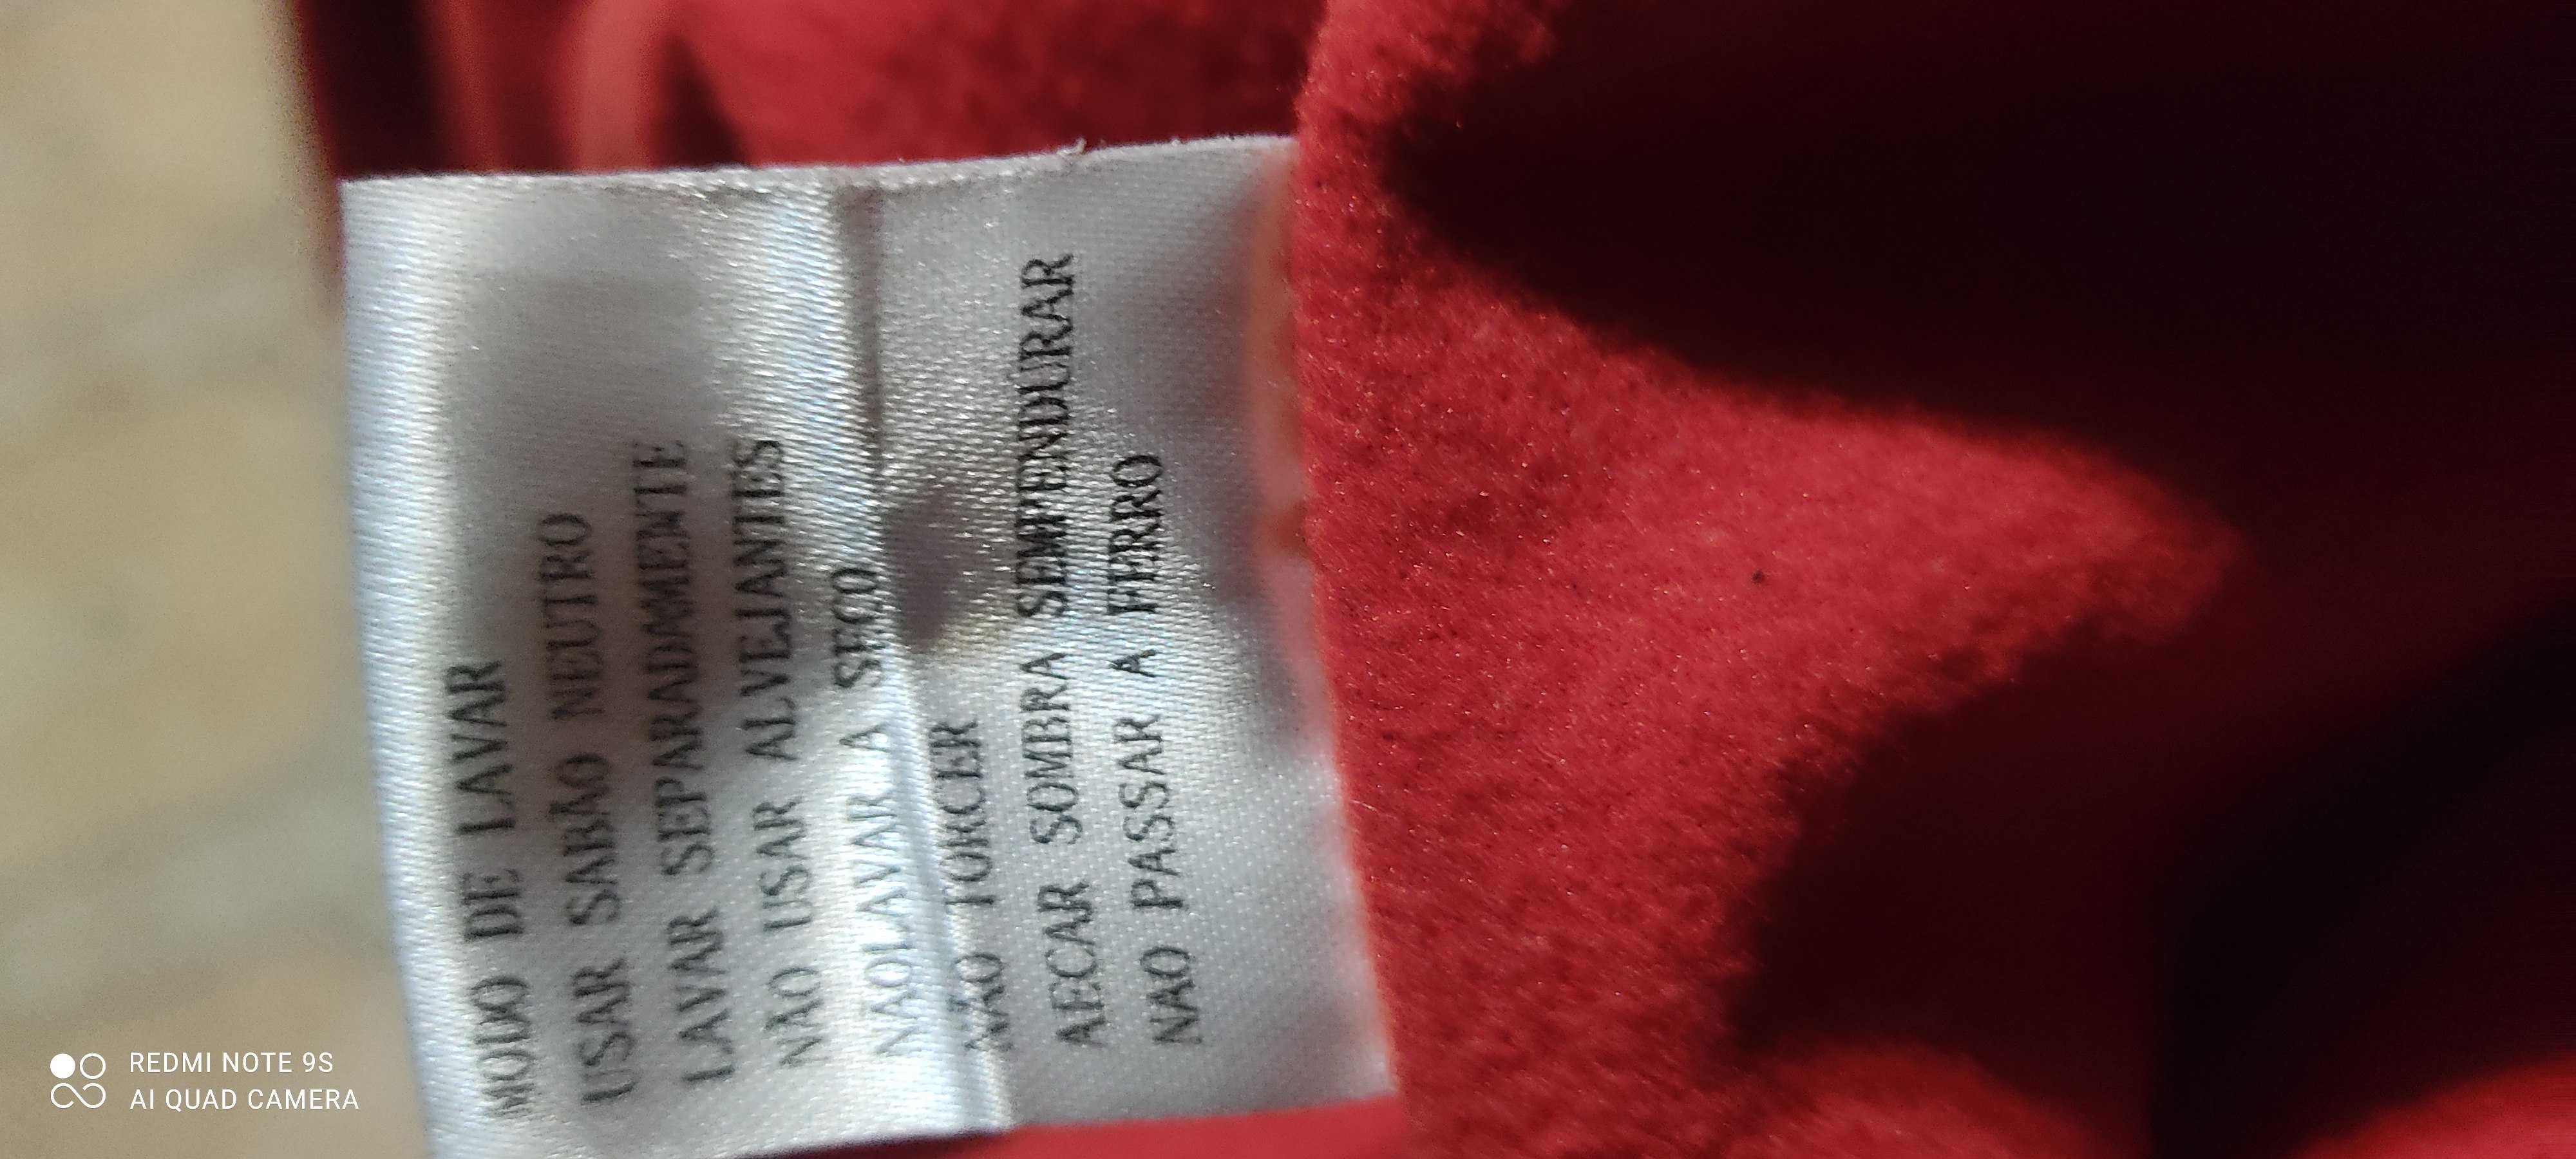 MODO DE LAVAR
USAR SABÃO NEUTRO
LAVAR SEPARADAMENTE
NÃO USAR ALVEJANTES
NAOLAVAR A SECO
NÃO TORCER
AECAR SOMBRA SEMPENDURAR
NAO PASSAR A FERRO
REDMI NOTE 9S
AI QUAD CAMERA